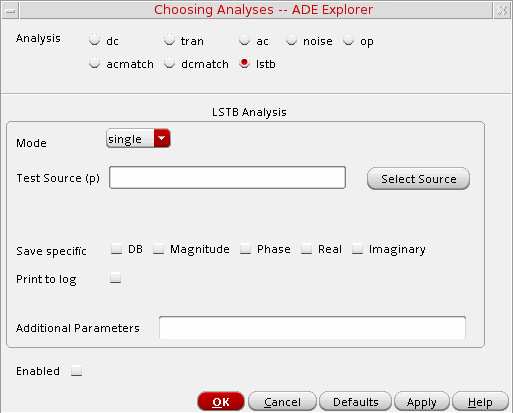 Choosing Analyses -- ADE Explorer
Analysis dc tran ac noise op
acmatch dcmatch lstb
LSTB Analysis
Mode single
Test Source (p) Select Source
Save specific DB Magnitude Phase Real Imaginary
Print to log
Additional Parameters
Enabled
OK Cancel Defaults Apply Help